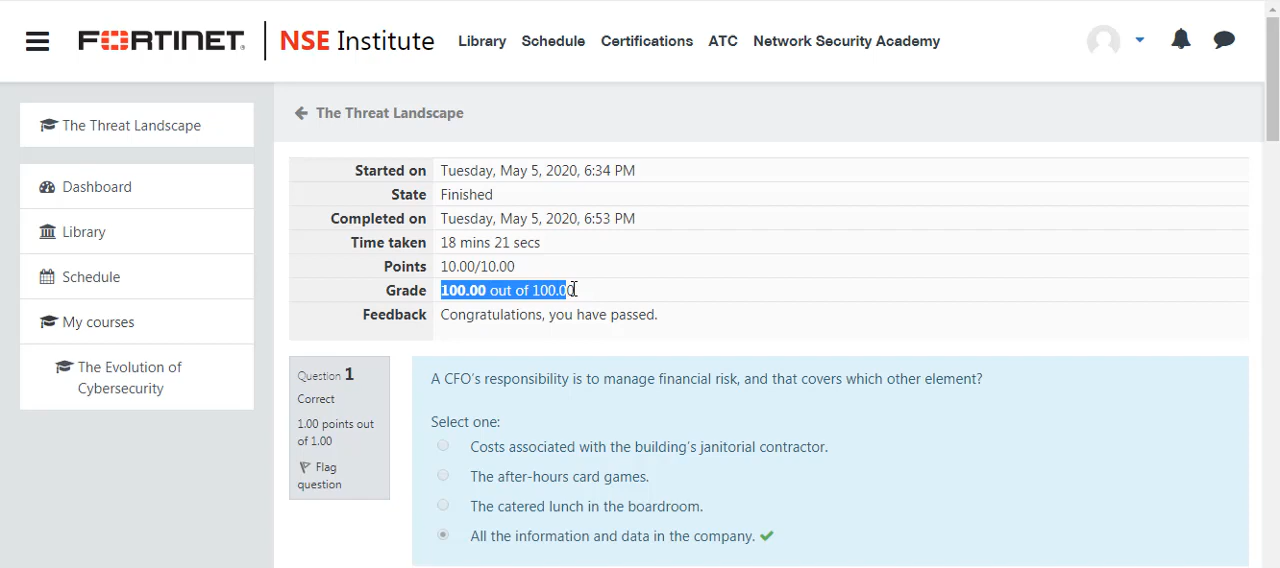 FORTINET NSE Institute Library Schedule Certifications ATC Network Security Academy
The Threat Landscape
Dashboard
Library
Schedule
My courses
The Evolution of
Cybersecurity
The Threat Landscape
Started on Tuesday, May 5, 2020, 6:34 PM
State Finished
Completed on Tuesday, May 5, 2020, 6:53 PM
Time taken 18 mins 21 secs
Points 10.00/10.00
Grade 100.00 out of 100.00
Feedback Congratulations, you have passed.
Question 1
Correct
1.00 points out
of 1.00
Flag
question
A CFO's responsibility is to manage financial risk, and that covers which other element?
Select one:
Costs associated with the building's janitorial contractor.
The after-hours card games.
The catered lunch in the boardroom.
All the information and data in the company.